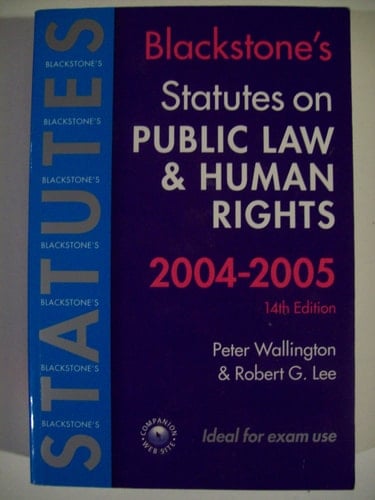 STATUTES
BLACKSTONE'S
BLACKSTONE'S
BLACKSTONE'S
BLACKSTONE'S
BLACKSTONE'S
BLACKSTONE'S
BLACKSTONE'S
Blackstone's
Statutes on
PUBLIC LAW
& HUMAN
RIGHTS
2004-2005
14th Edition
Peter Wallington
& Robert G. Lee
COMPANION
WEB SITE
Ideal for exam use